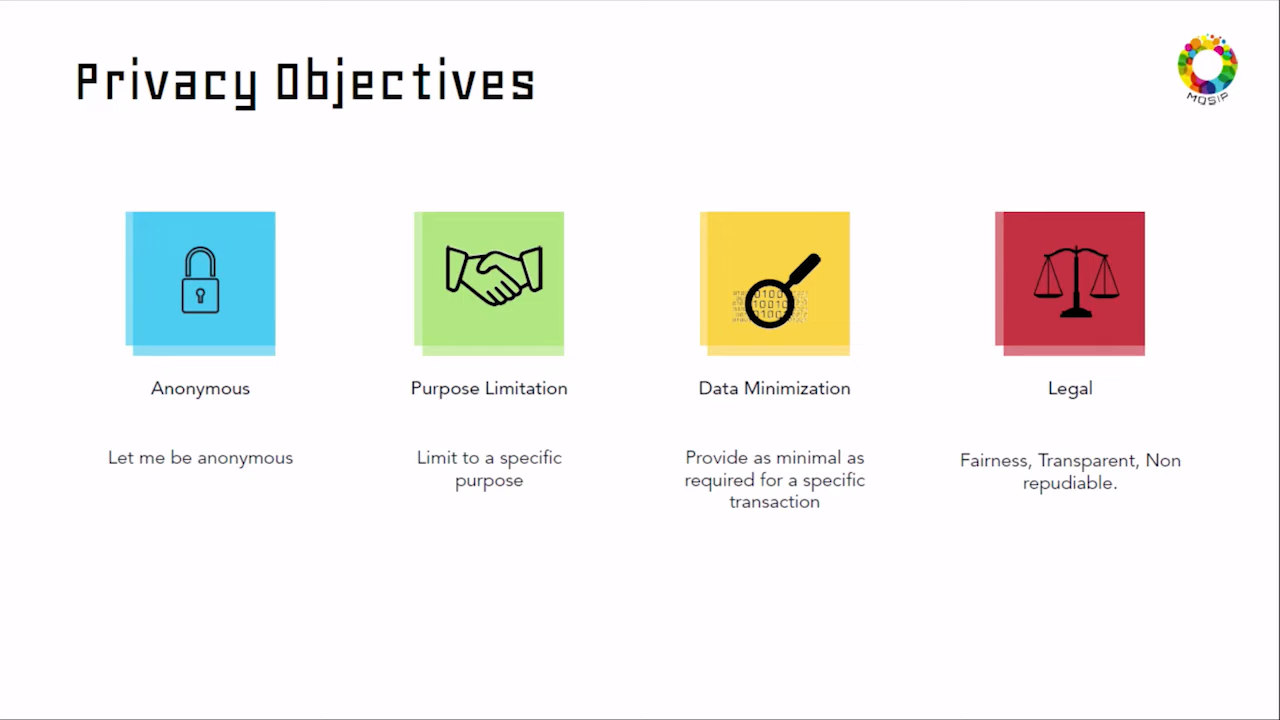 Privacy Objectives
MOSIP
Anonymous
Let me be anonymous
Purpose Limitation
Limit to a specific
purpose
Data Minimization
Provide as minimal as
required for a specific
transaction
Legal
Fairness, Transparent, Non
repudiable.